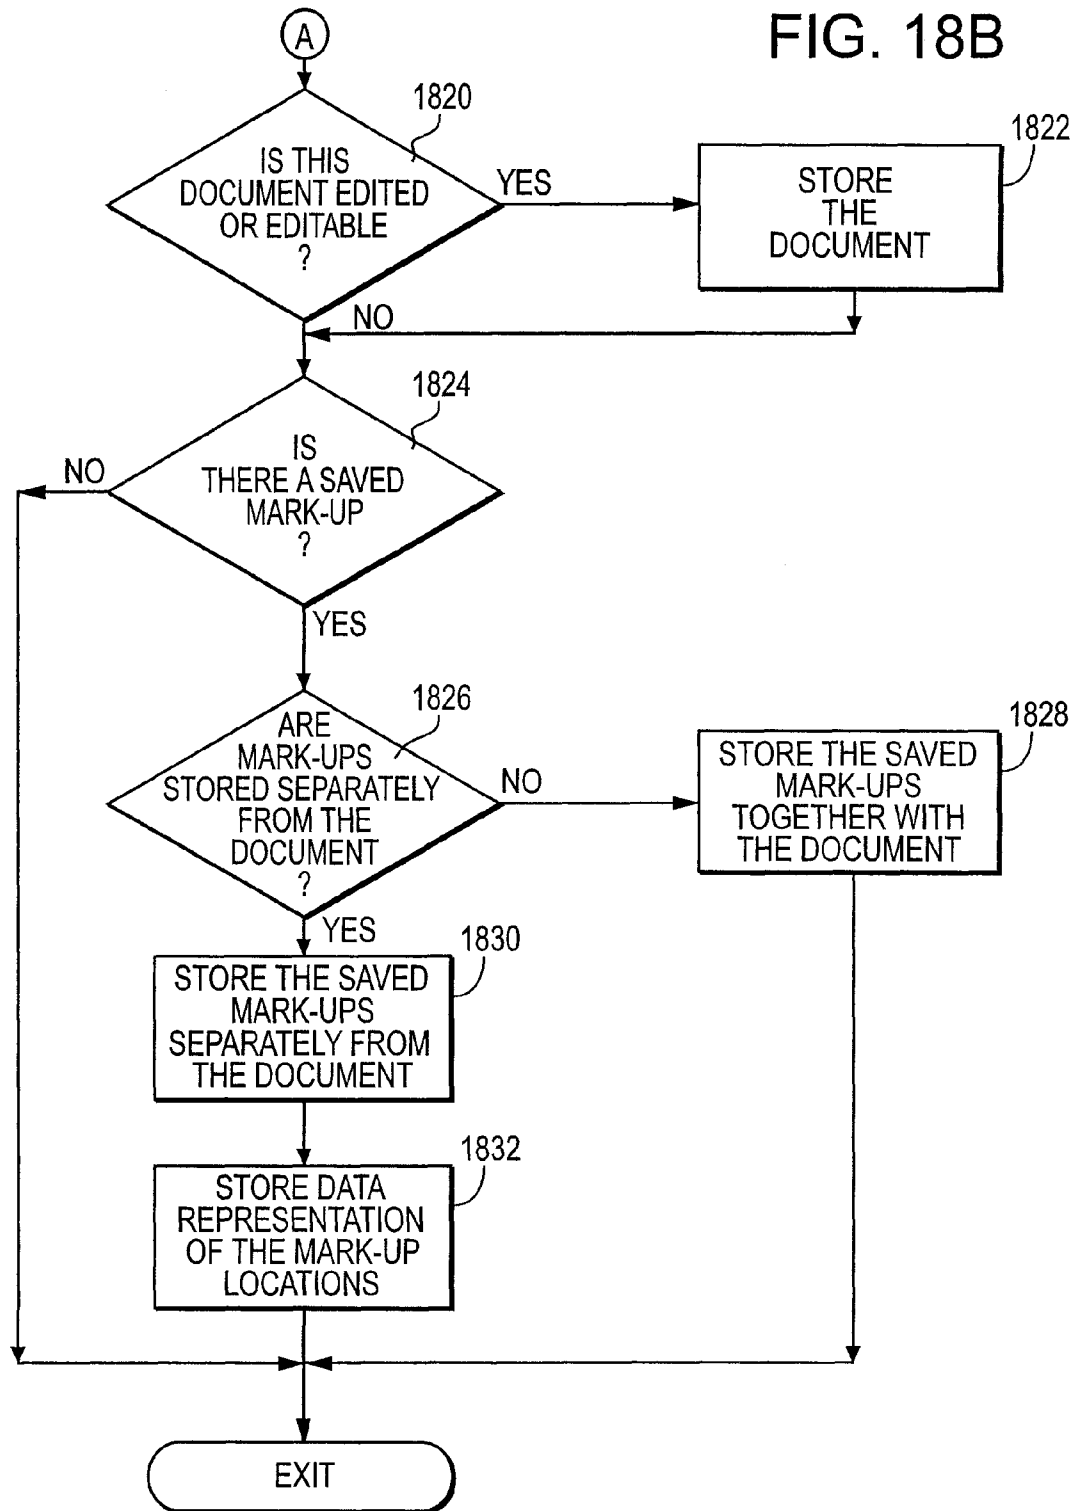 FIG. 18B
A
1820
IS THIS
DOCUMENT EDITED
OR EDITABLE
?
YES
1822
STORE
THE
DOCUMENT
NO
1824
IS
THERE A SAVED
MARK-UP
?
NO
YES
1826
ARE
MARK-UPS
STORED SEPARATELY
FROM THE
DOCUMENT
?
NO
1828
STORE THE SAVED
MARK-UPS
TOGETHER WITH
THE DOCUMENT
YES
1830
STORE THE SAVED
MARK-UPS
SEPARATELY FROM
THE DOCUMENT
1832
STORE DATA
REPRESENTATION
OF THE MARK-UP
LOCATIONS
EXIT